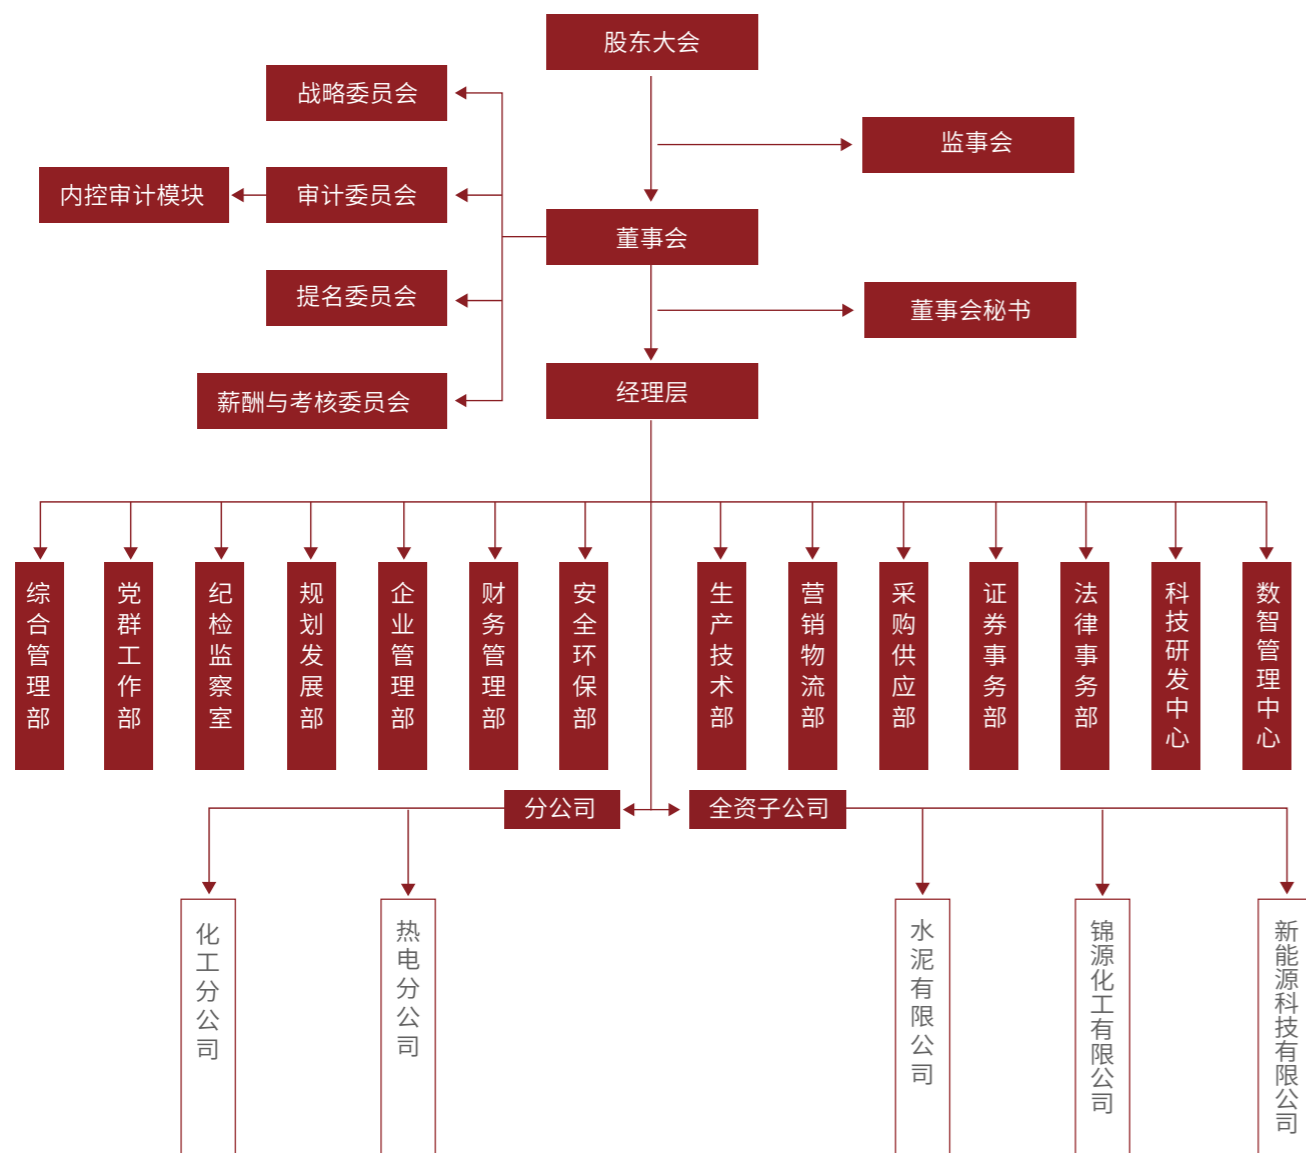 股东大会
战略委员会
监事会
内控审计模块
审计委员会
董事会
提名委员会
董事会秘书
薪酬与考核委员会
经理层
综合管理部
党群工作部
纪检监察室
规划发展部
企业管理部
财务管理部
安全环保部
生产技术部
营销物流部
采购供应部
证券事务部
法律事务部
科技研发中心
数智管理中心
分公司
全资子公司
化工分公司
热电分公司
水泥有限公司
锦源化工有限公司
新能源科技有限公司